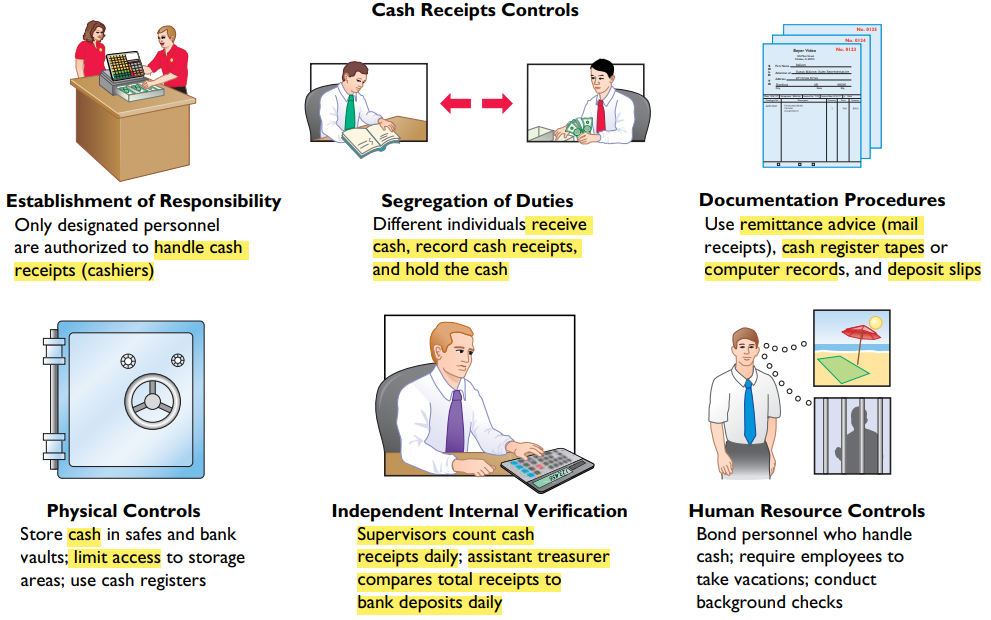 Cash Receipts Controls
No. 0125
No. 0124
No. 0123
Buyer Video
Establishment of Responsibility
Only designated personnel
are authorized to handle cash
receipts (cashiers)
Segregation of Duties
Different individuals receive
cash, record cash receipts,
and hold the cash
Documentation Procedures
Use remittance advice (mail
receipts), cash register tapes or
computer records, and deposit slips
Physical Controls
Store cash in safes and bank
vaults; limit access to storage
areas; use cash registers
Independent Internal Verification
Supervisors count cash
receipts daily; assistant treasurer
compares total receipts to
bank deposits daily
Human Resource Controls
Bond personnel who handle
cash; require employees to
take vacations; conduct
background checks